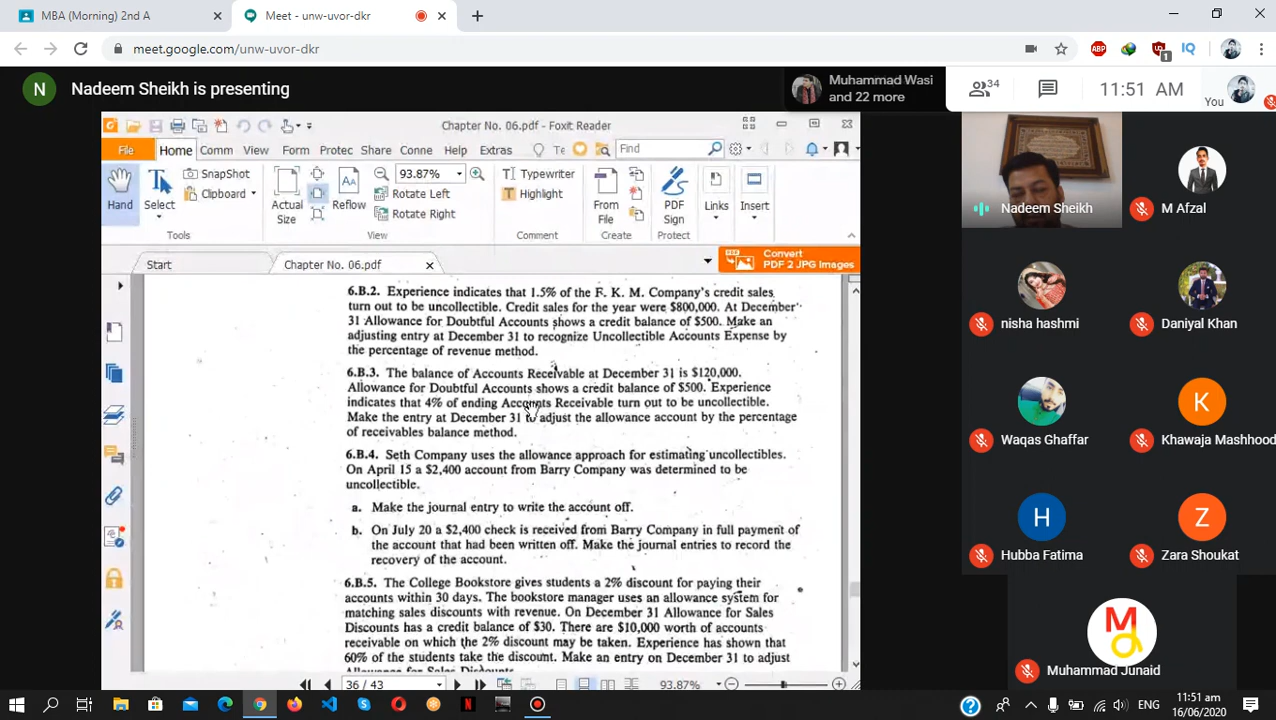 MBA (Morning) 2nd A
Meet - unw-uvor-dkr
meet.google.com/unw-uvor-dkr
ABP
1
IQ
N
Nadeem Sheikh is presenting
Muhammad Wasi
and 22 more
34
11:51 AM
You
Chapter No. 06.pdf - Foxit Reader
File
Home
Comm
View
Form
Protec
Share
Conne
Help
Extras
Te
Find
Hand
Select
SnapShot
Clipboard
Actual
Size
Reflow
93.87%
Rotate Left
Rotate Right
Typewriter
Highlight
From
File
PDF
Sign
Links
Insert
Tools
View
Comment
Create
Protect
Start
Chapter No. 06.pdf
Convert
PDF 2 JPG Images
6.B.2. Experience indicates that 1.5% of the F. K. M. Company's credit sales
turn out to be uncollectible. Credit sales for the year were $800,000. At December
31 Allowance for Doubtful Accounts shows a credit balance of $500. Make an
adjusting entry at December 31 to recognize Uncollectible Accounts Expense by
the percentage of revenue method.
6.B.3. The balance of Accounts Receivable at December 31 is $120,000.
Allowance for Doubtful Accounts shows a credit balance of $500. Experience
indicates that 4% of ending Accounts Receivable turn out to be uncollectible.
Make the entry at December 31 to adjust the allowance account by the percentage
of receivables balance method.
6.B.4. Seth Company uses the allowance approach for estimating uncollectibles.
On April 15 a $2,400 account from Barry Company was determined to be
uncollectible.
a. Make the journal entry to write the account off.
b. On July 20 a $2,400 check is received from Barry Company in full payment of
the account that had been written off. Make the journal entries to record the
recovery of the account.
6.B.5. The College Bookstore gives students a 2% discount for paying their
accounts within 30 days. The bookstore manager uses an allowance system for
matching sales discounts with revenue. On December 31 Allowance for Sales
Discounts has a credit balance of $30. There are $10,000 worth of accounts
receivable on which the 2% discount may be taken. Experience has shown that
60% of the students take the discount. Make an entry on December 31 to adjust
Allowance for Sales Discounts.
36 / 43
93.87%
Nadeem Sheikh
M Afzal
nisha hashmi
Daniyal Khan
Waqas Ghaffar
K
Khawaja Mashhood
H
Hubba Fatima
Z
Zara Shoukat
Muhammad Junaid
ENG
11:51 am
16/06/2020